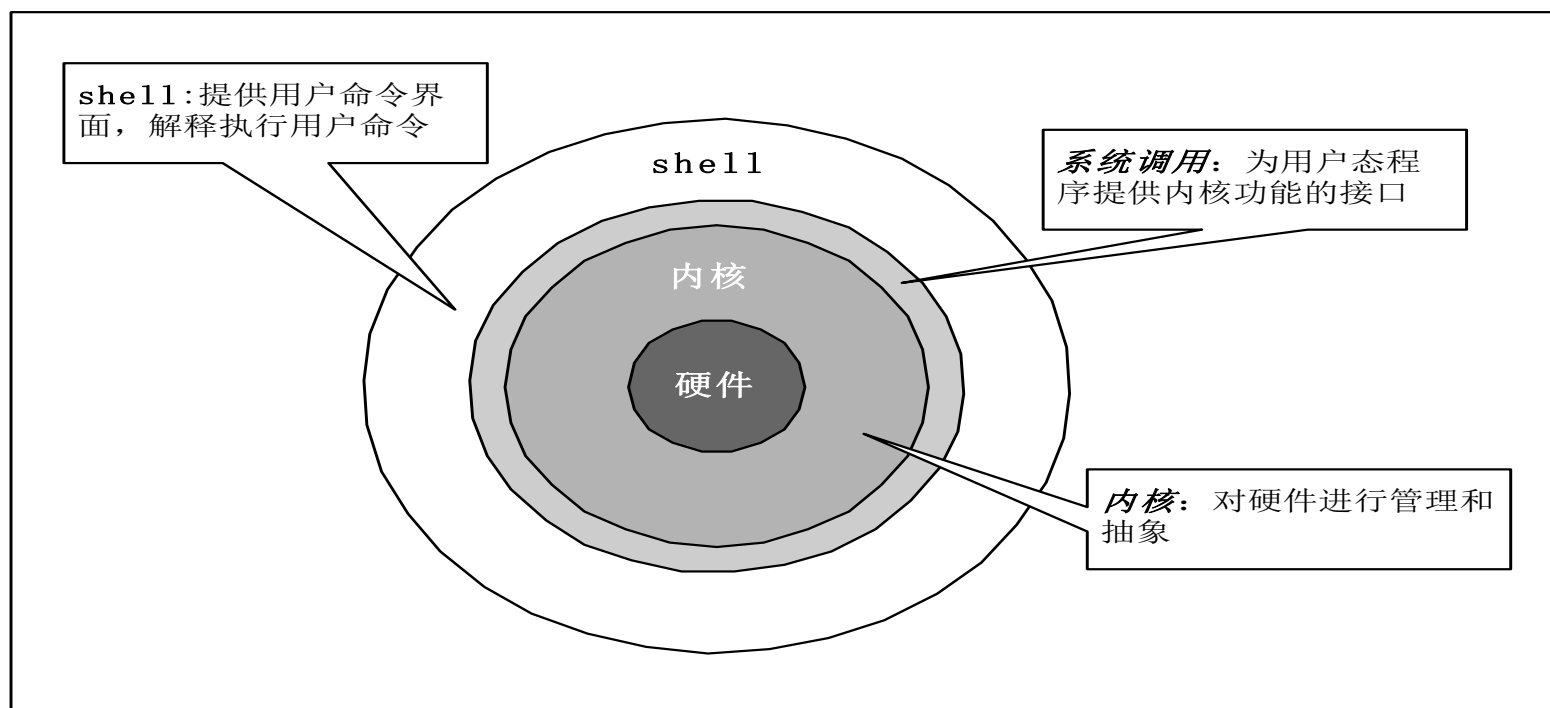 shell:提供用户命令界
面，解释执行用户命令
shell
系统调用：为用户态程
序提供内核功能的接口
内核
硬件
内核：对硬件进行管理和
抽象